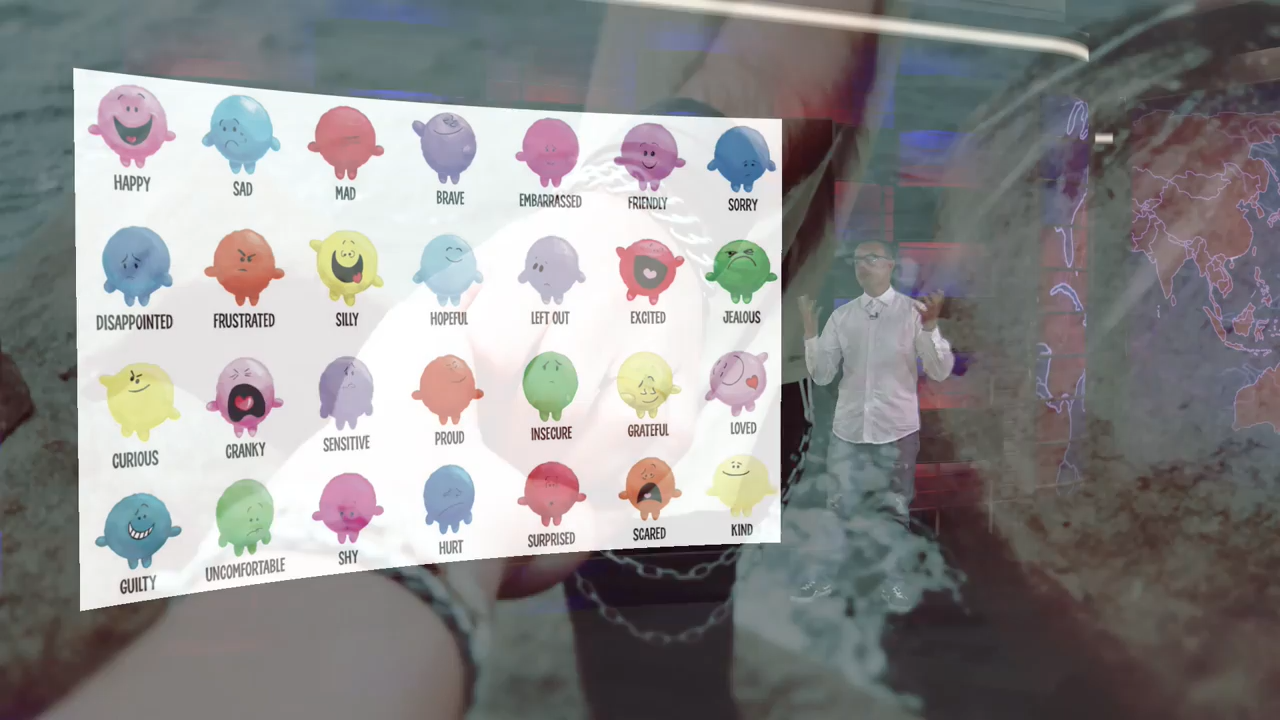 HAPPY SAD MAD BRAVE EMBARRASSED FRIENDLY SORRY
DISAPPOINTED FRUSTRATED SILLY HOPEFUL LEFT OUT EXCITED JEALOUS
CURIOUS CRANKY SENSITIVE PROUD INSECURE GRATEFUL LOVED
GUILTY UNCOMFORTABLE SHY HURT SURPRISED SCARED KIND